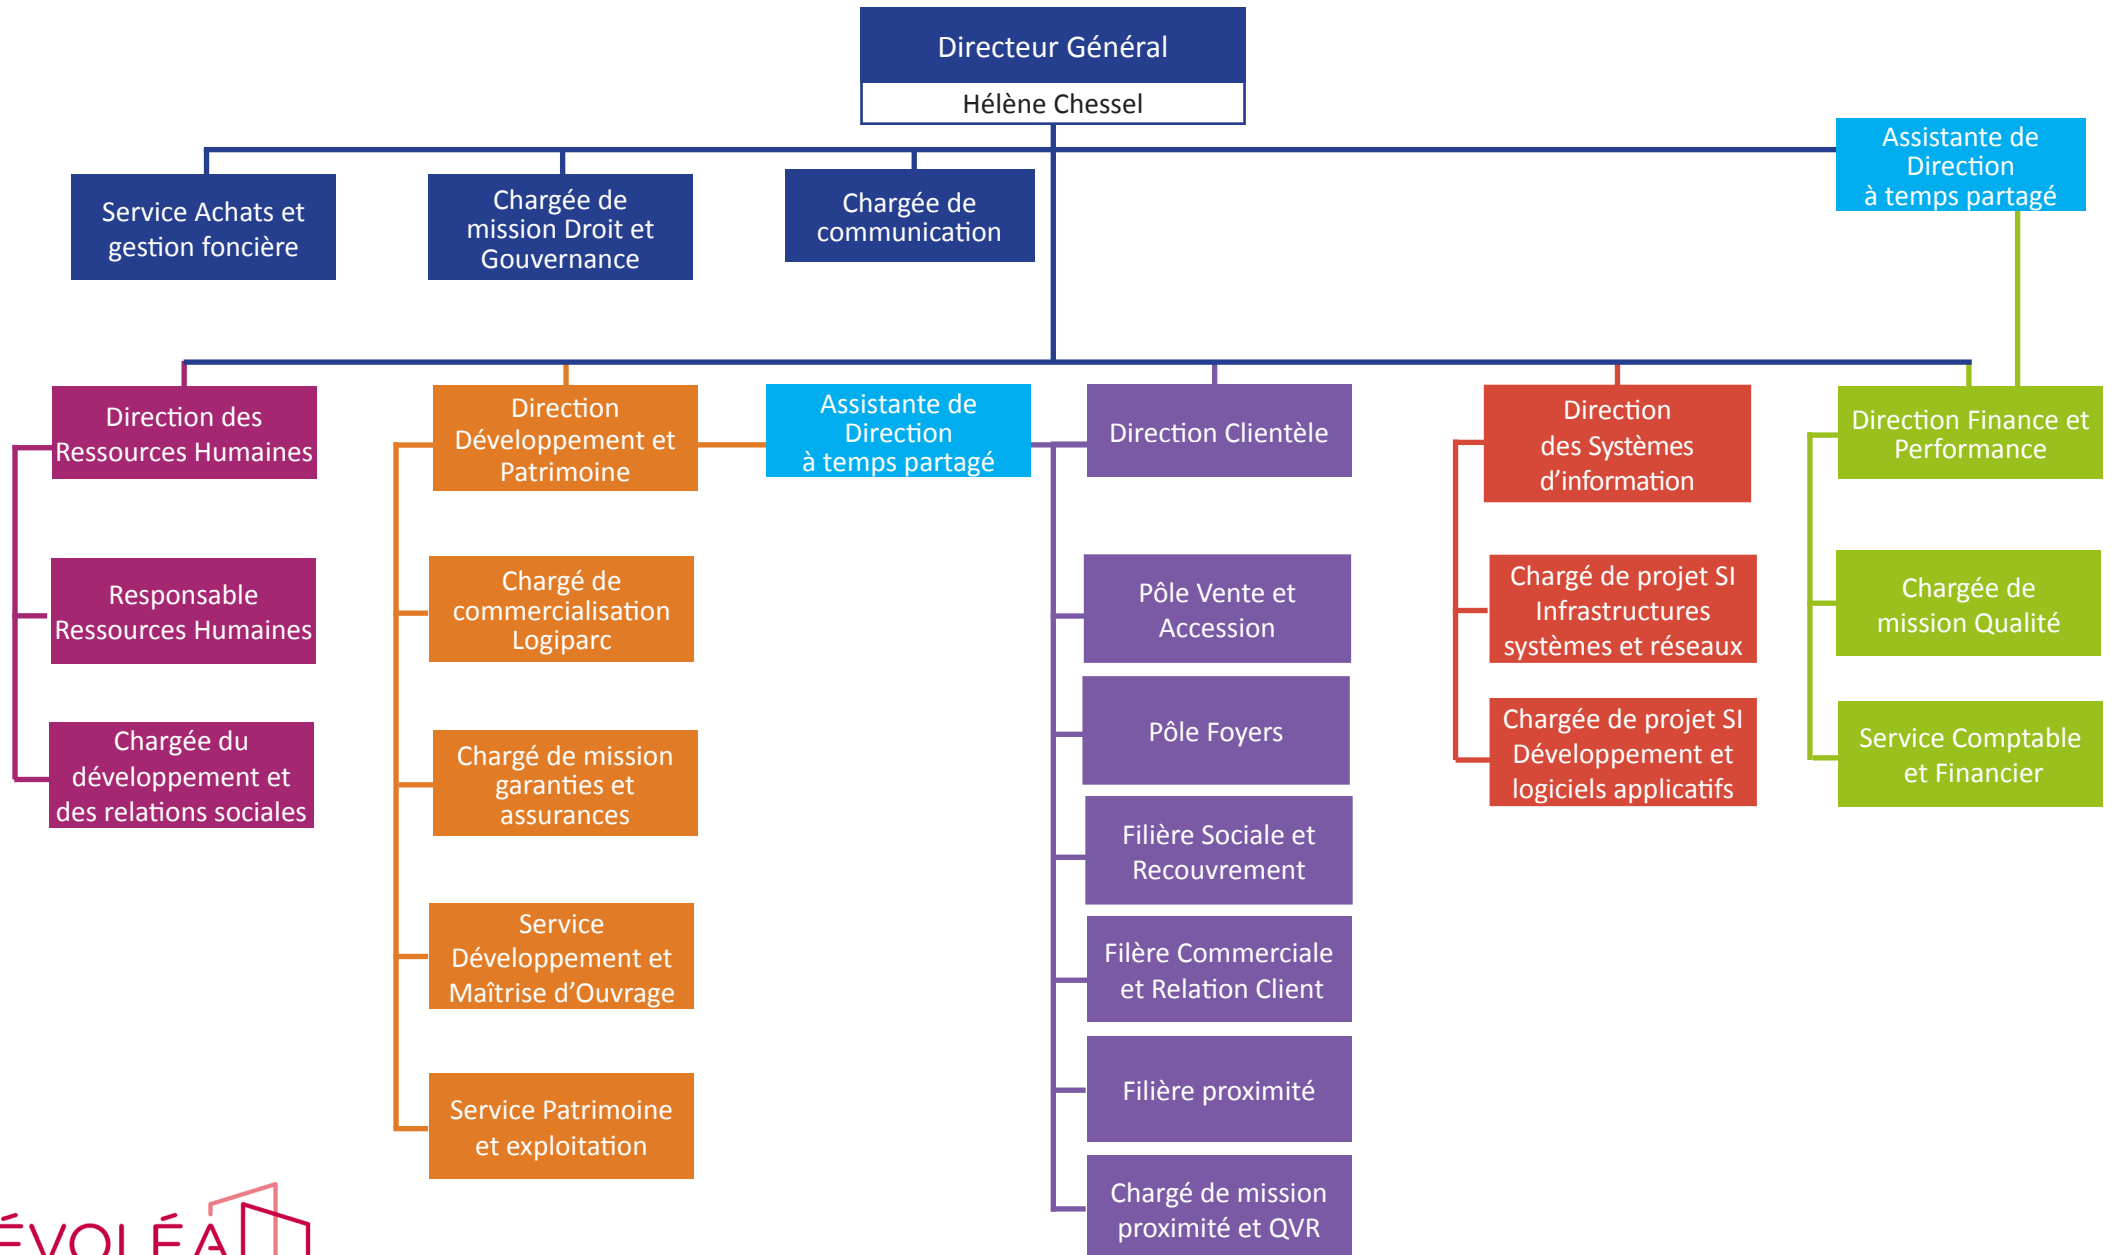 Directeur Général
Hélène Chessel
Assistante de
Direction
à temps partagé
Service Achats et
gestion foncière
Chargée de
mission Droit et
Gouvernance
Chargée de
communication
Direction des
Ressources Humaines
Direction
Développement et
Patrimoine
Assistante de
Direction
à temps partagé
Direction Clientèle
Direction
des Systèmes
d’information
Direction Finance et
Performance
Responsable
Ressources Humaines
Chargée du
développement et
des relations sociales
Chargé de
commercialisation
Logiparc
Chargé de mission
garanties et
assurances
Service
Développement et
Maîtrise d’Ouvrage
Service Patrimoine
et exploitation
Pôle Vente et
Accession
Pôle Foyers
Filière Sociale et
Recouvrement
Filère Commerciale
et Relation Client
Filière proximité
Chargé de mission
proximité et QVR
Chargé de projet SI
Infrastructures
systèmes et réseaux
Chargée de projet SI
Développement et
logiciels applicatifs
Chargée de
mission Qualité
Service Comptable
et Financier
ÉVOLÉA